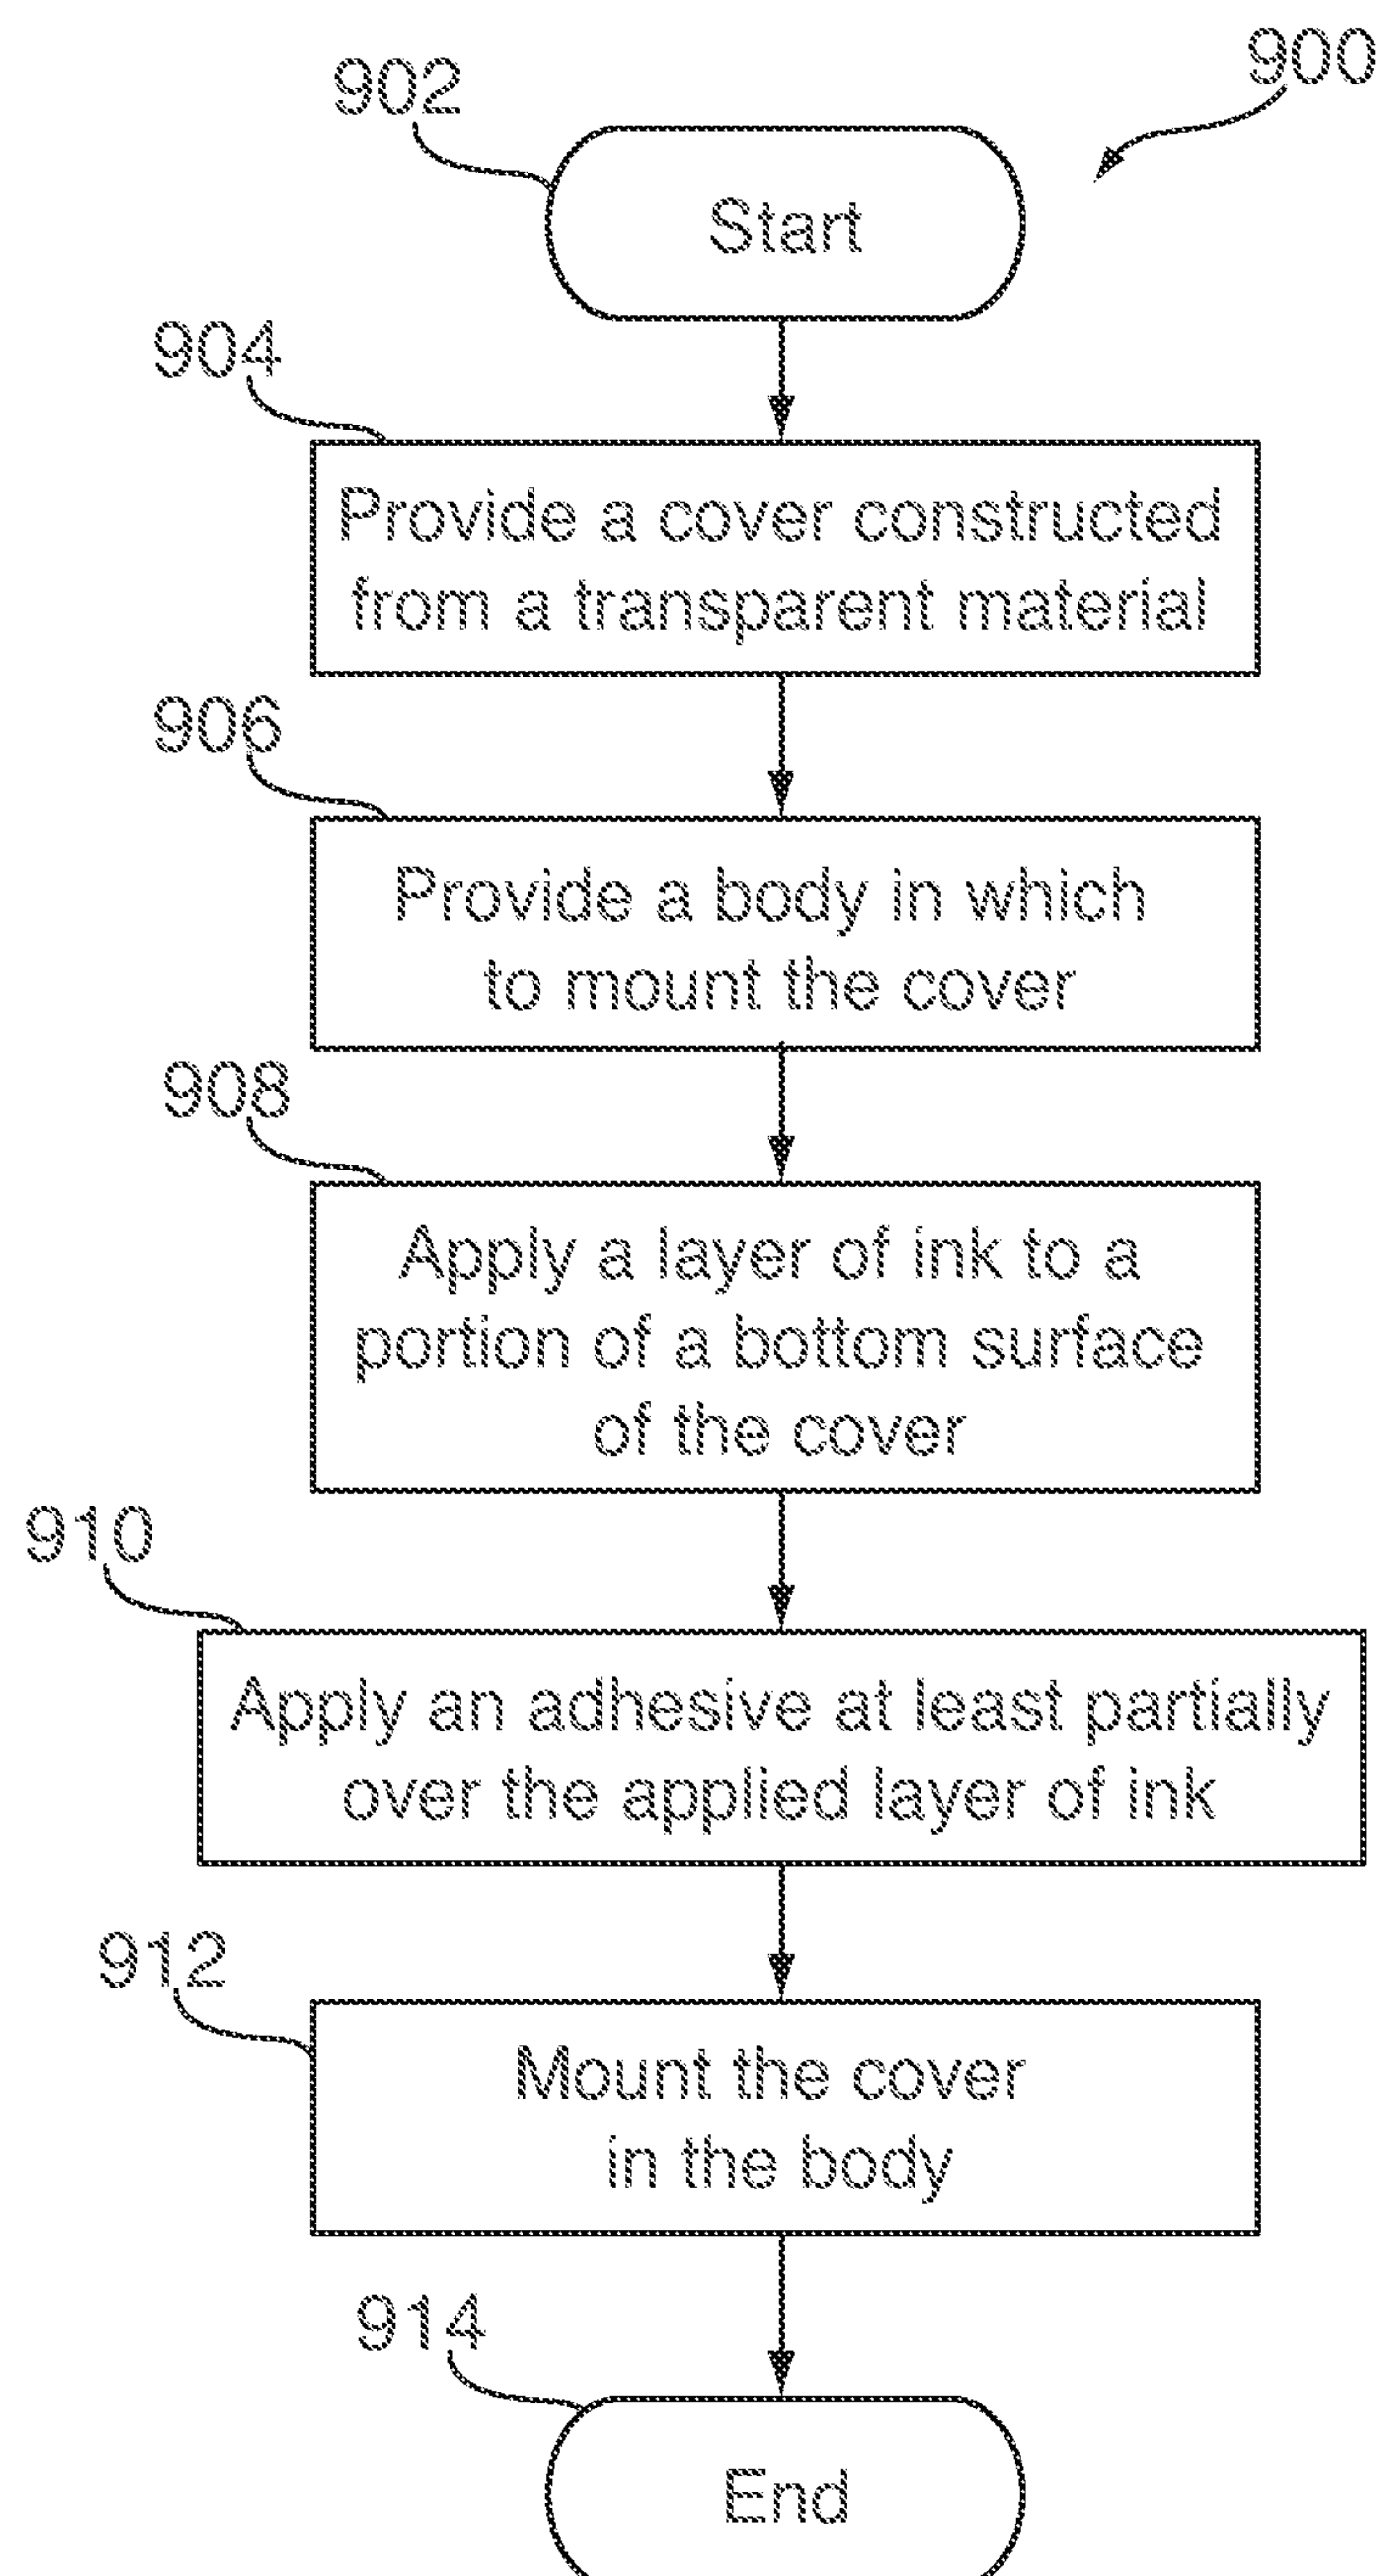 900
902
Start
904
Provide a cover constructed
from a transparent material
906
Provide a body in which
to mount the cover
908
Apply a layer of ink to a
portion of a bottom surface
of the cover
910
Apply an adhesive at least partially
over the applied layer of ink
912
Mount the cover
in the body
914
End